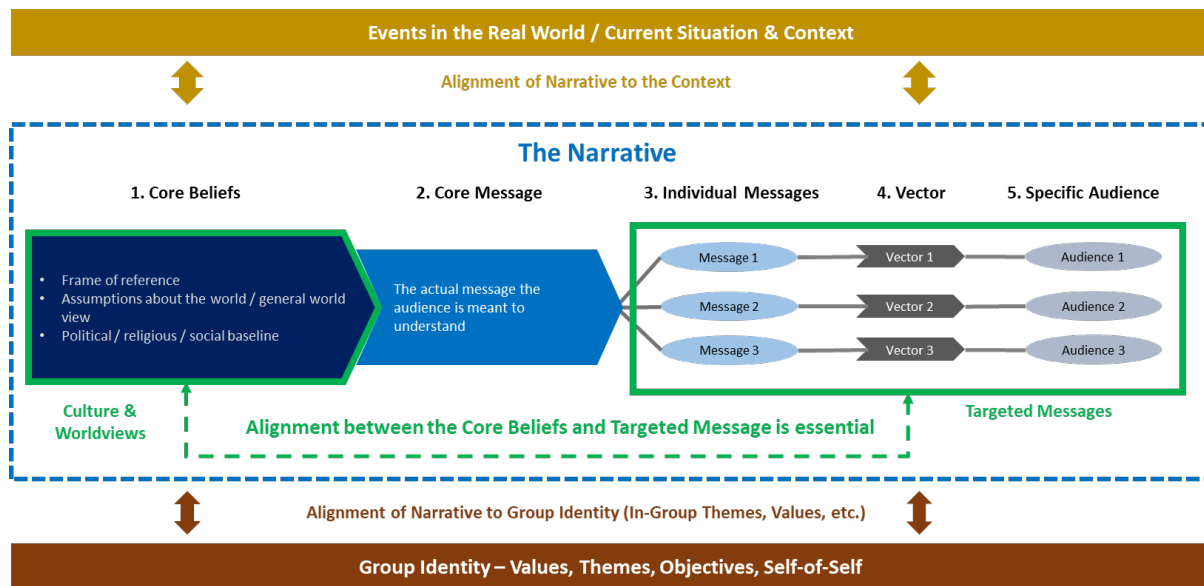 Events in the Real World / Current Situation & Context
Alignment of Narrative to the Context
The Narrative
1. Core Beliefs
2. Core Message
3. Individual Messages
4. Vector
5. Specific Audience
• Frame of reference
• Assumptions about the world / general world
view
• Political / religious / social baseline
The actual message the
audience is meant to
understand
Message 1
Vector 1
Audience 1
Message 2
Vector 2
Audience 2
Message 3
Vector 3
Audience 3
Culture &
Worldviews
Alignment between the Core Beliefs and Targeted Message is essential
Targeted Messages
Alignment of Narrative to Group Identity (In-Group Themes, Values, etc.)
Group Identity – Values, Themes, Objectives, Self-of-Self